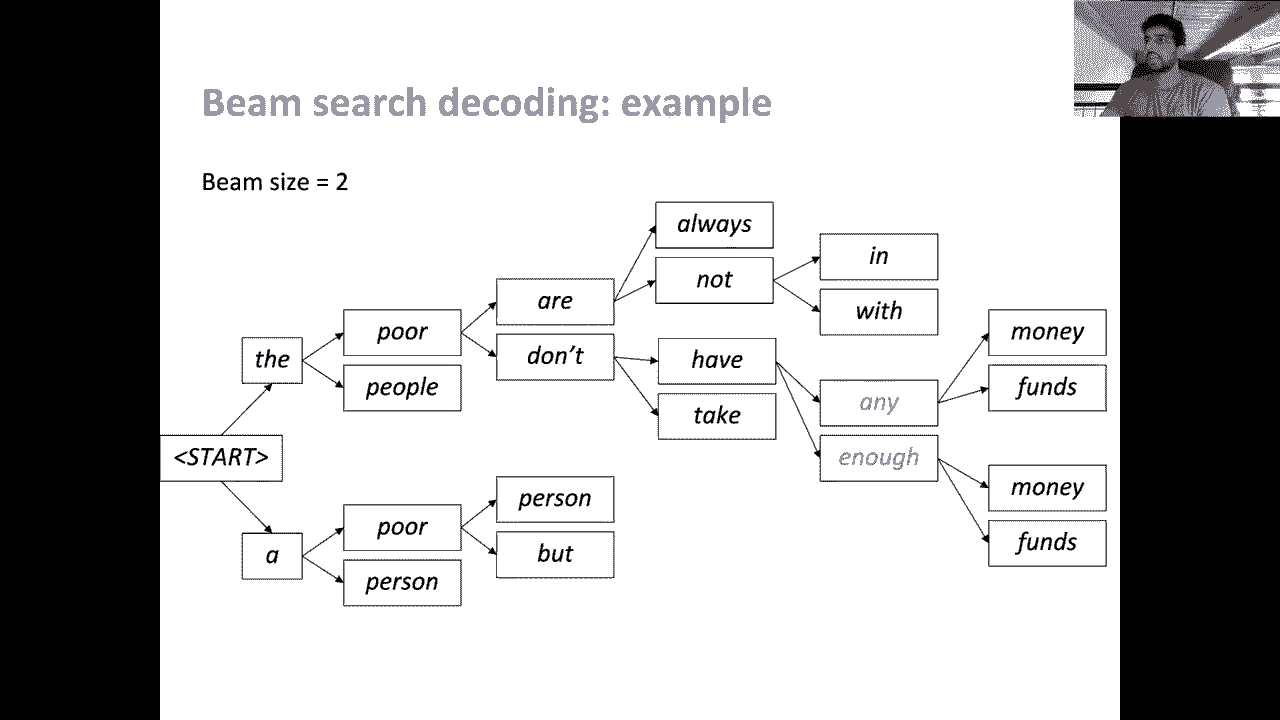 Beam search decoding: example
Beam size = 2
<START>
the
a
poor
people
poor
person
are
don't
person
but
always
not
have
take
in
with
any
enough
money
funds
money
funds